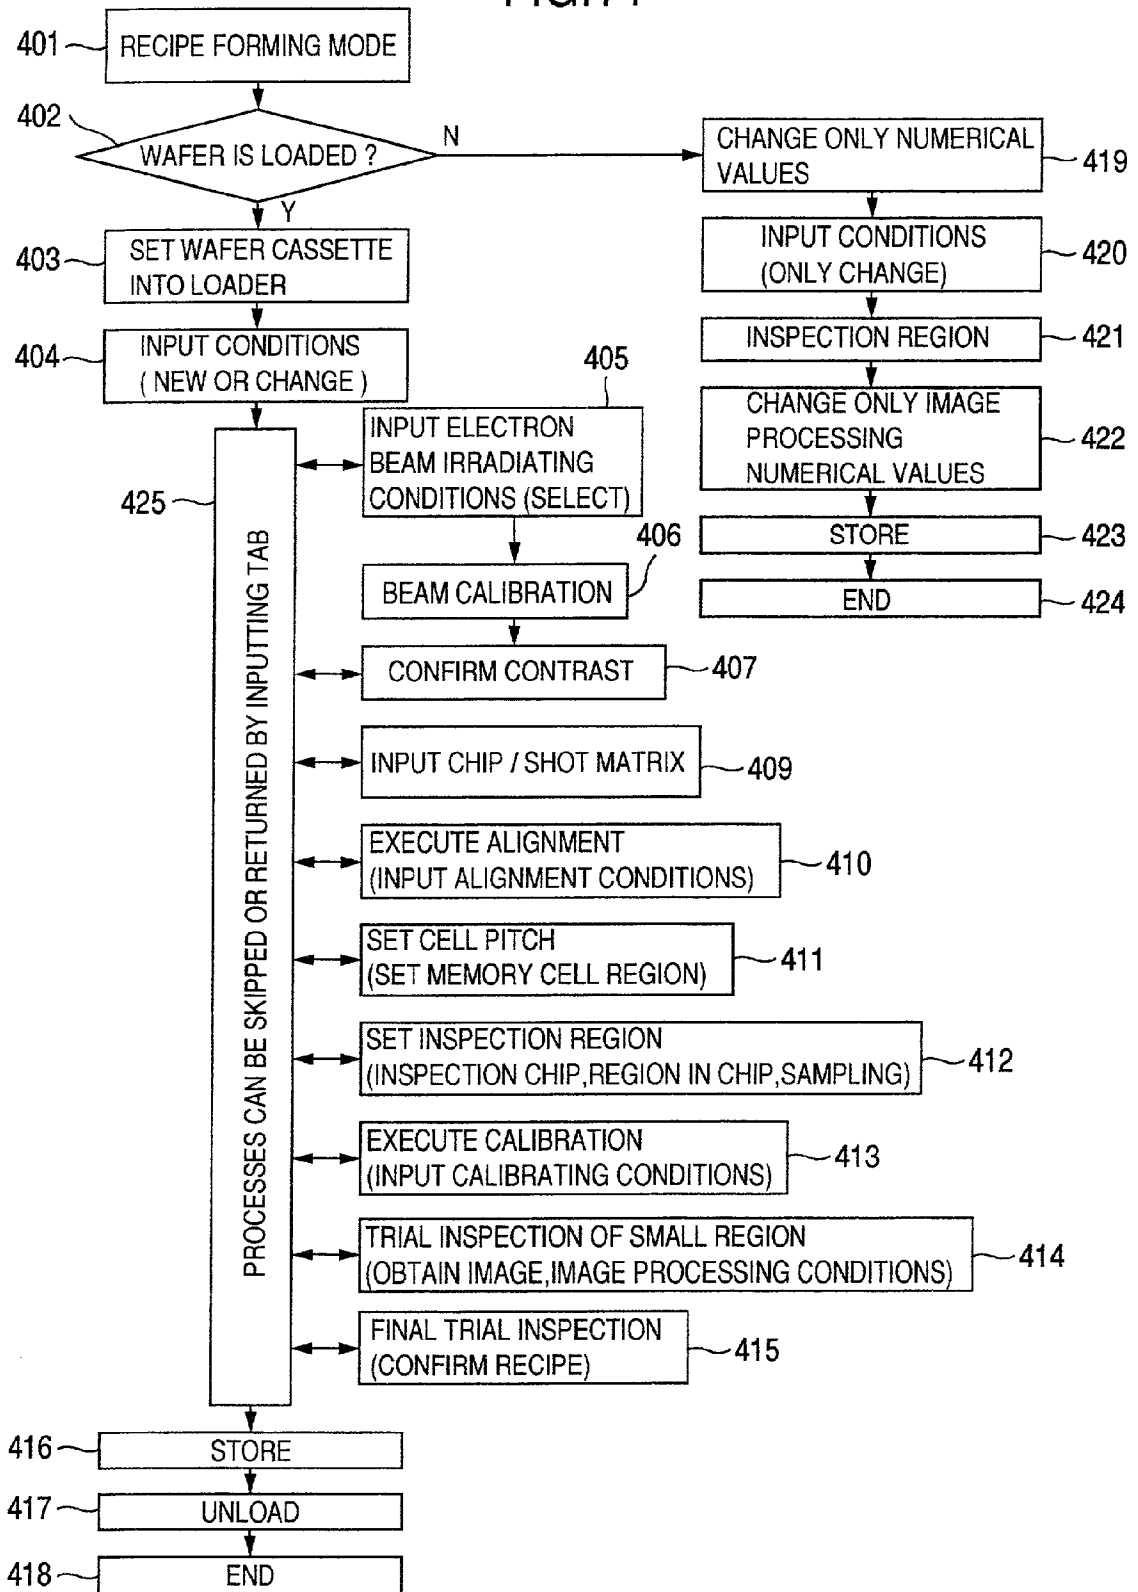 401
RECIPE FORMING MODE
402
WAFER IS LOADED ?
N
Y
403
SET WAFER CASSETTE
INTO LOADER
404
INPUT CONDITIONS
( NEW OR CHANGE )
425
PROCESSES CAN BE SKIPPED OR RETURNED BY INPUTTING TAB
405
INPUT ELECTRON
BEAM IRRADIATING
CONDITIONS (SELECT)
406
BEAM CALIBRATION
CONFIRM CONTRAST
407
INPUT CHIP / SHOT MATRIX
409
EXECUTE ALIGNMENT
(INPUT ALIGNMENT CONDITIONS)
410
SET CELL PITCH
(SET MEMORY CELL REGION)
411
SET INSPECTION REGION
(INSPECTION CHIP,REGION IN CHIP,SAMPLING)
412
EXECUTE CALIBRATION
(INPUT CALIBRATING CONDITIONS)
413
TRIAL INSPECTION OF SMALL REGION
(OBTAIN IMAGE,IMAGE PROCESSING CONDITIONS)
414
FINAL TRIAL INSPECTION
(CONFIRM RECIPE)
415
416
STORE
417
UNLOAD
418
END
CHANGE ONLY NUMERICAL
VALUES
419
INPUT CONDITIONS
(ONLY CHANGE)
420
INSPECTION REGION
421
CHANGE ONLY IMAGE
PROCESSING
NUMERICAL VALUES
422
STORE
423
END
424